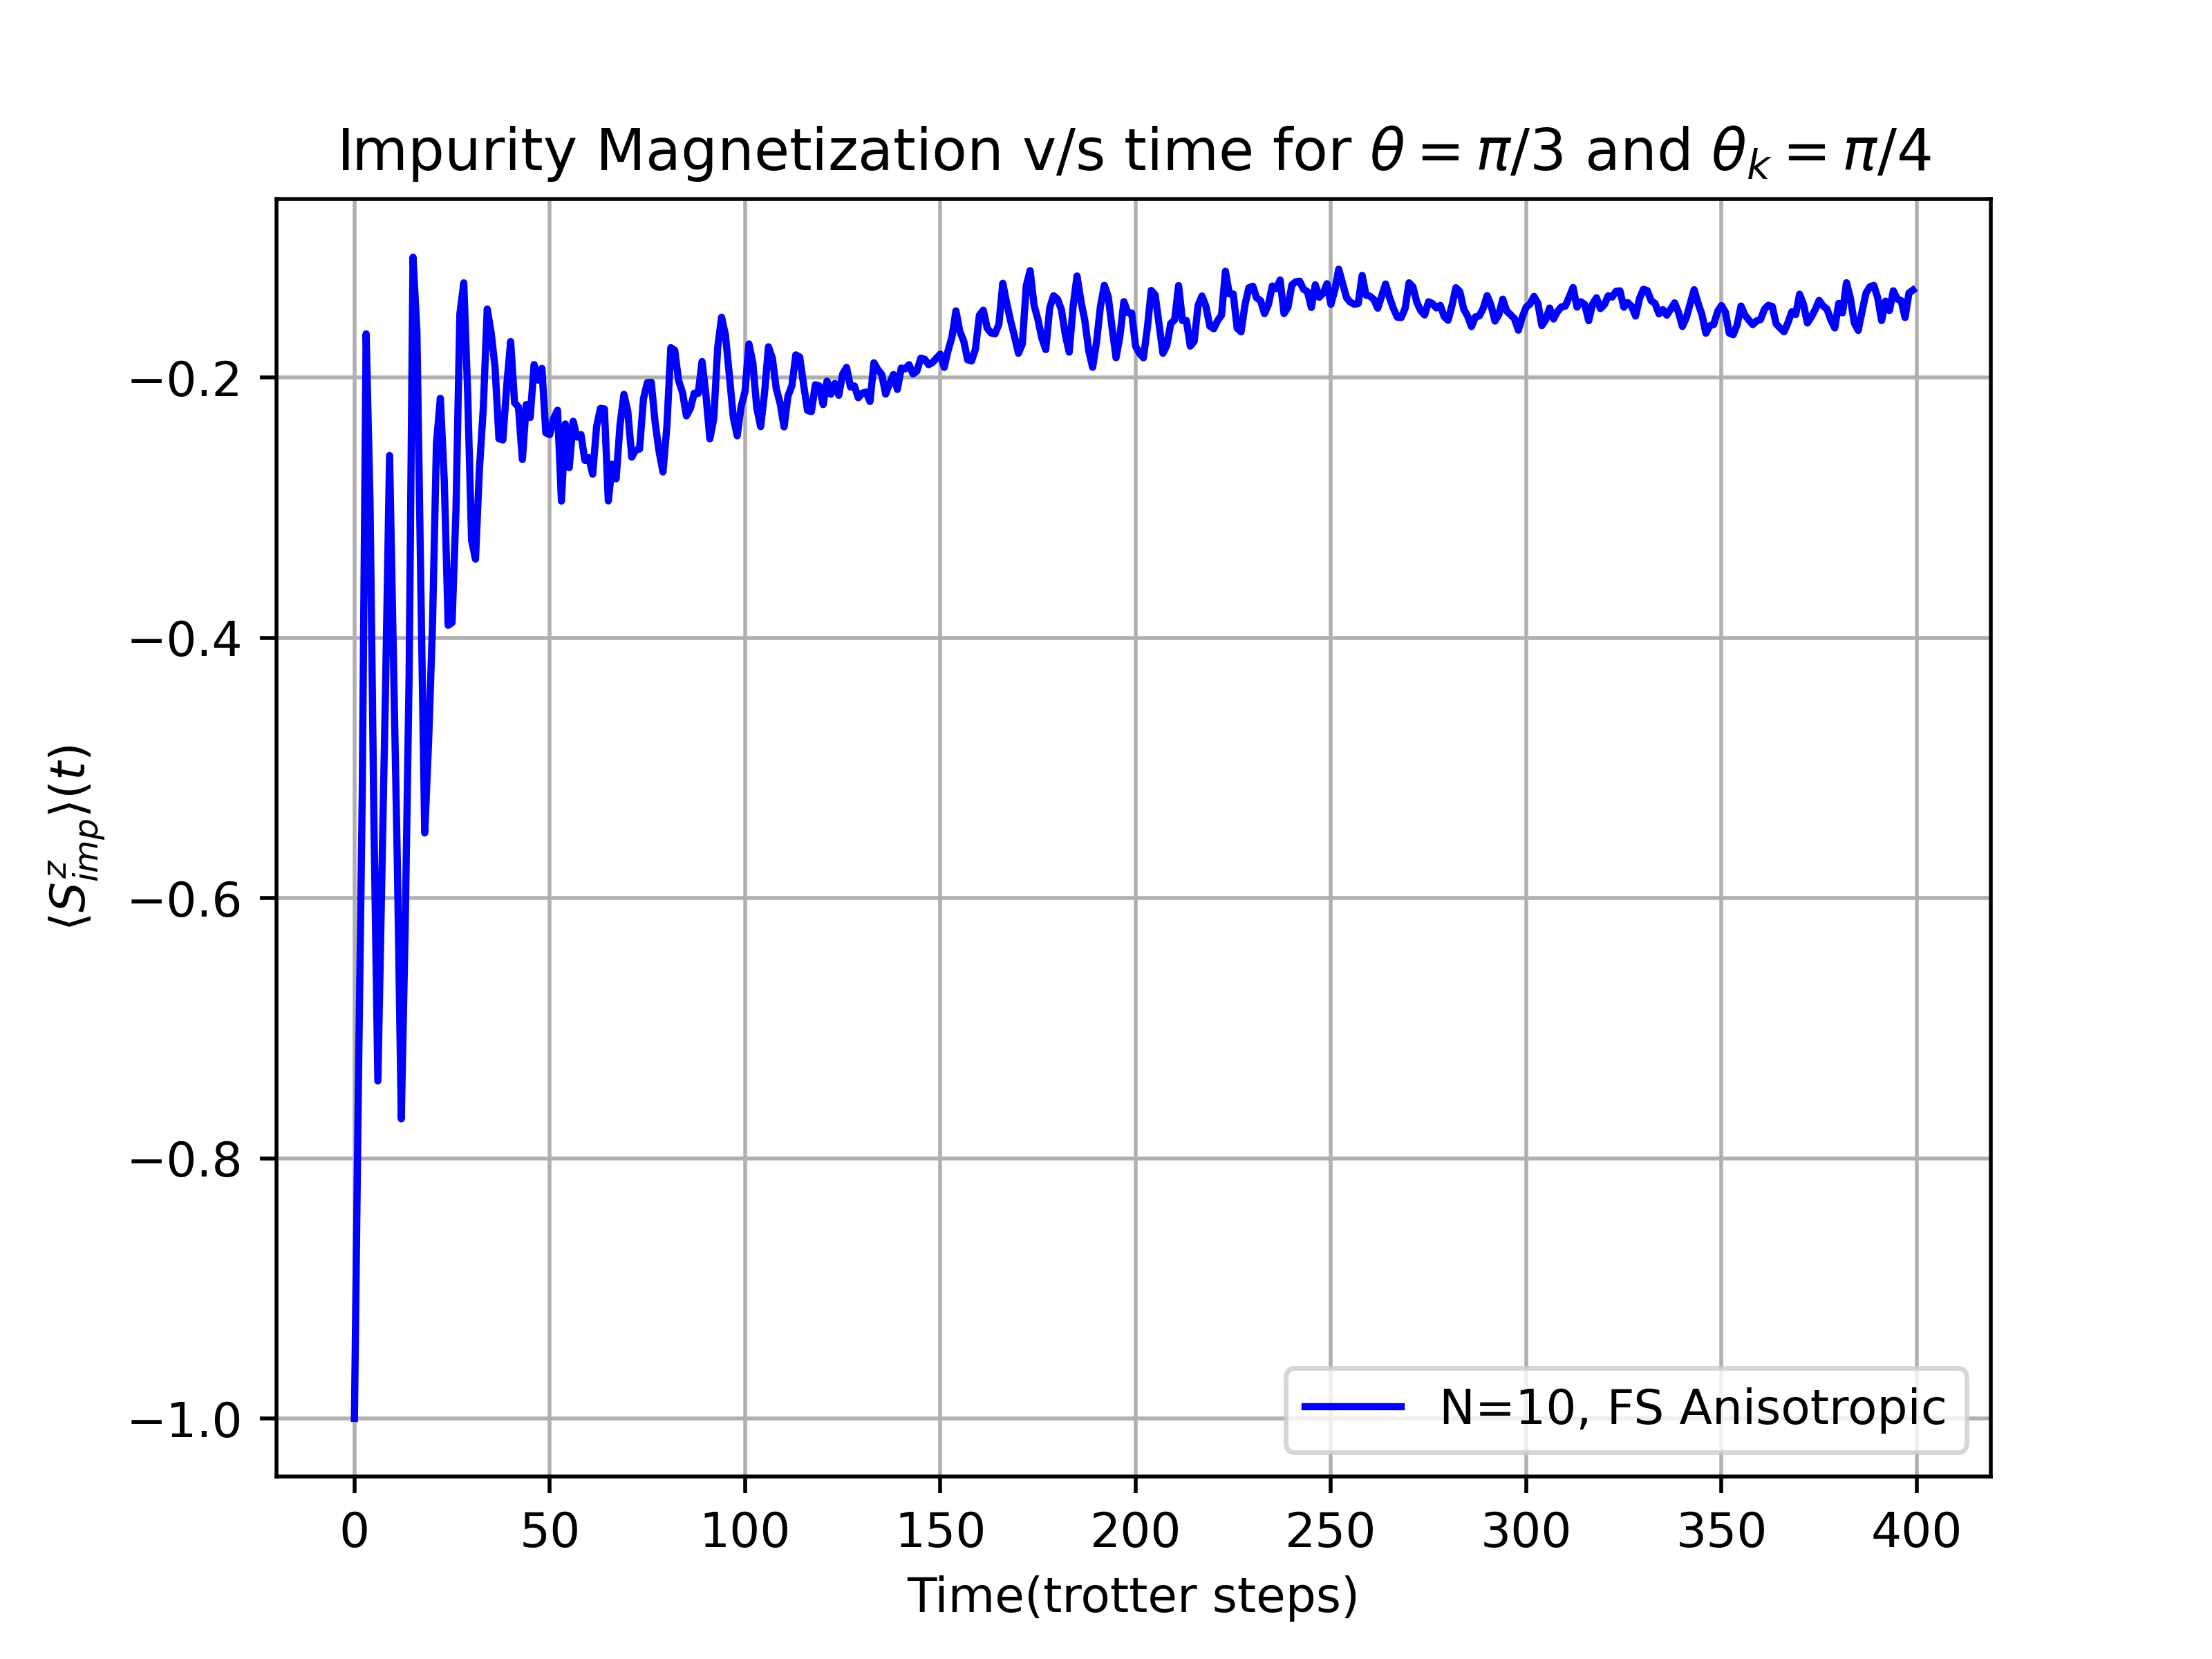 Impurity Magnetization v/s time for θ = π/3 and θₖ = π/4
⟨S^z_imp⟩(t)
−0.2
−0.4
−0.6
−0.8
−1.0
N=10, FS Anisotropic
0 50 100 150 200 250 300 350 400
Time(trotter steps)